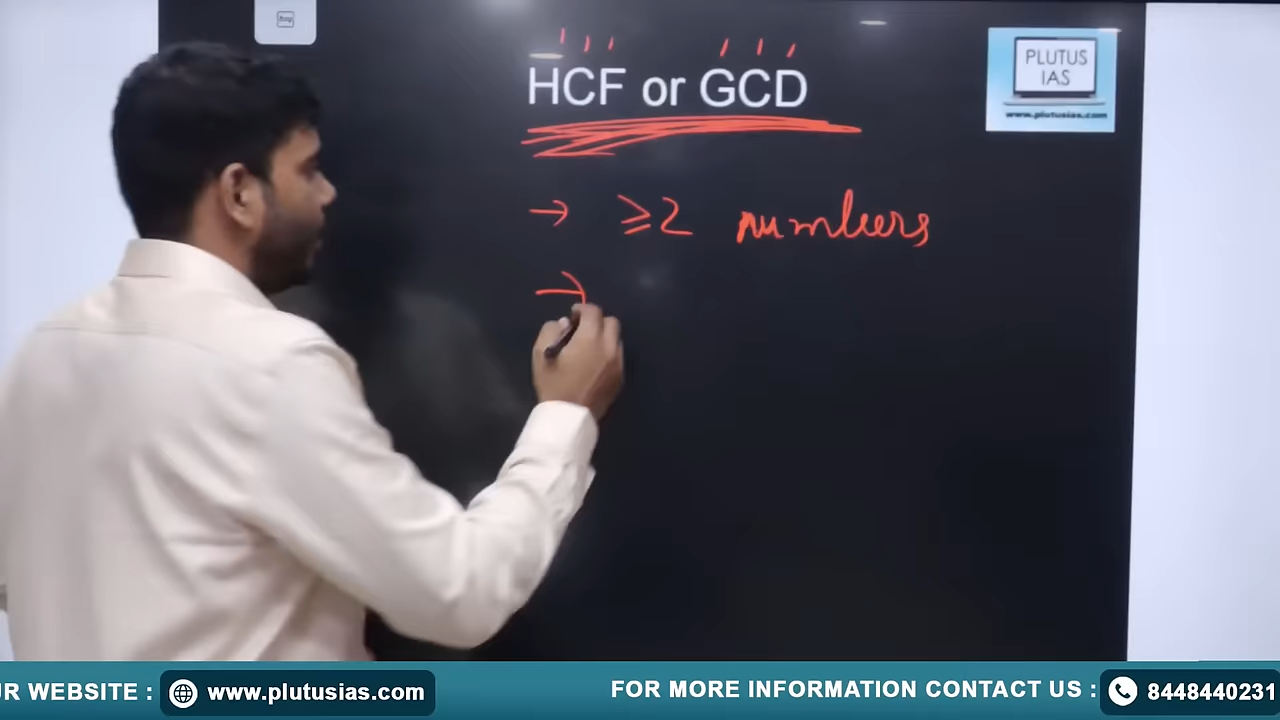 HCF or GCD
PLUTUS
IAS
www.plutusias.com
→ ≥2 numbers
→
UR WEBSITE : www.plutusias.com
FOR MORE INFORMATION CONTACT US : 8448440231